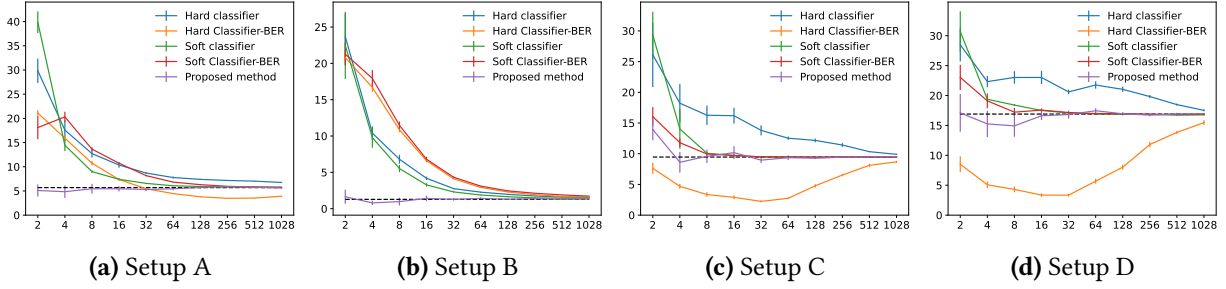 40
35
30
25
20
15
10
5
0
2 4 8 16 32 64 128 256 512 1028
Hard classifier
Hard Classifier-BER
Soft classifier
Soft Classifier-BER
Proposed method
(a) Setup A
25
20
15
10
5
0
2 4 8 16 32 64 128 256 512 1028
Hard classifier
Hard Classifier-BER
Soft classifier
Soft Classifier-BER
Proposed method
(b) Setup B
30
25
20
15
10
5
0
2 4 8 16 32 64 128 256 512 1028
Hard classifier
Hard Classifier-BER
Soft classifier
Soft Classifier-BER
Proposed method
(c) Setup C
30
25
20
15
10
5
0
2 4 8 16 32 64 128 256 512 1028
Hard classifier
Hard Classifier-BER
Soft classifier
Soft Classifier-BER
Proposed method
(d) Setup D